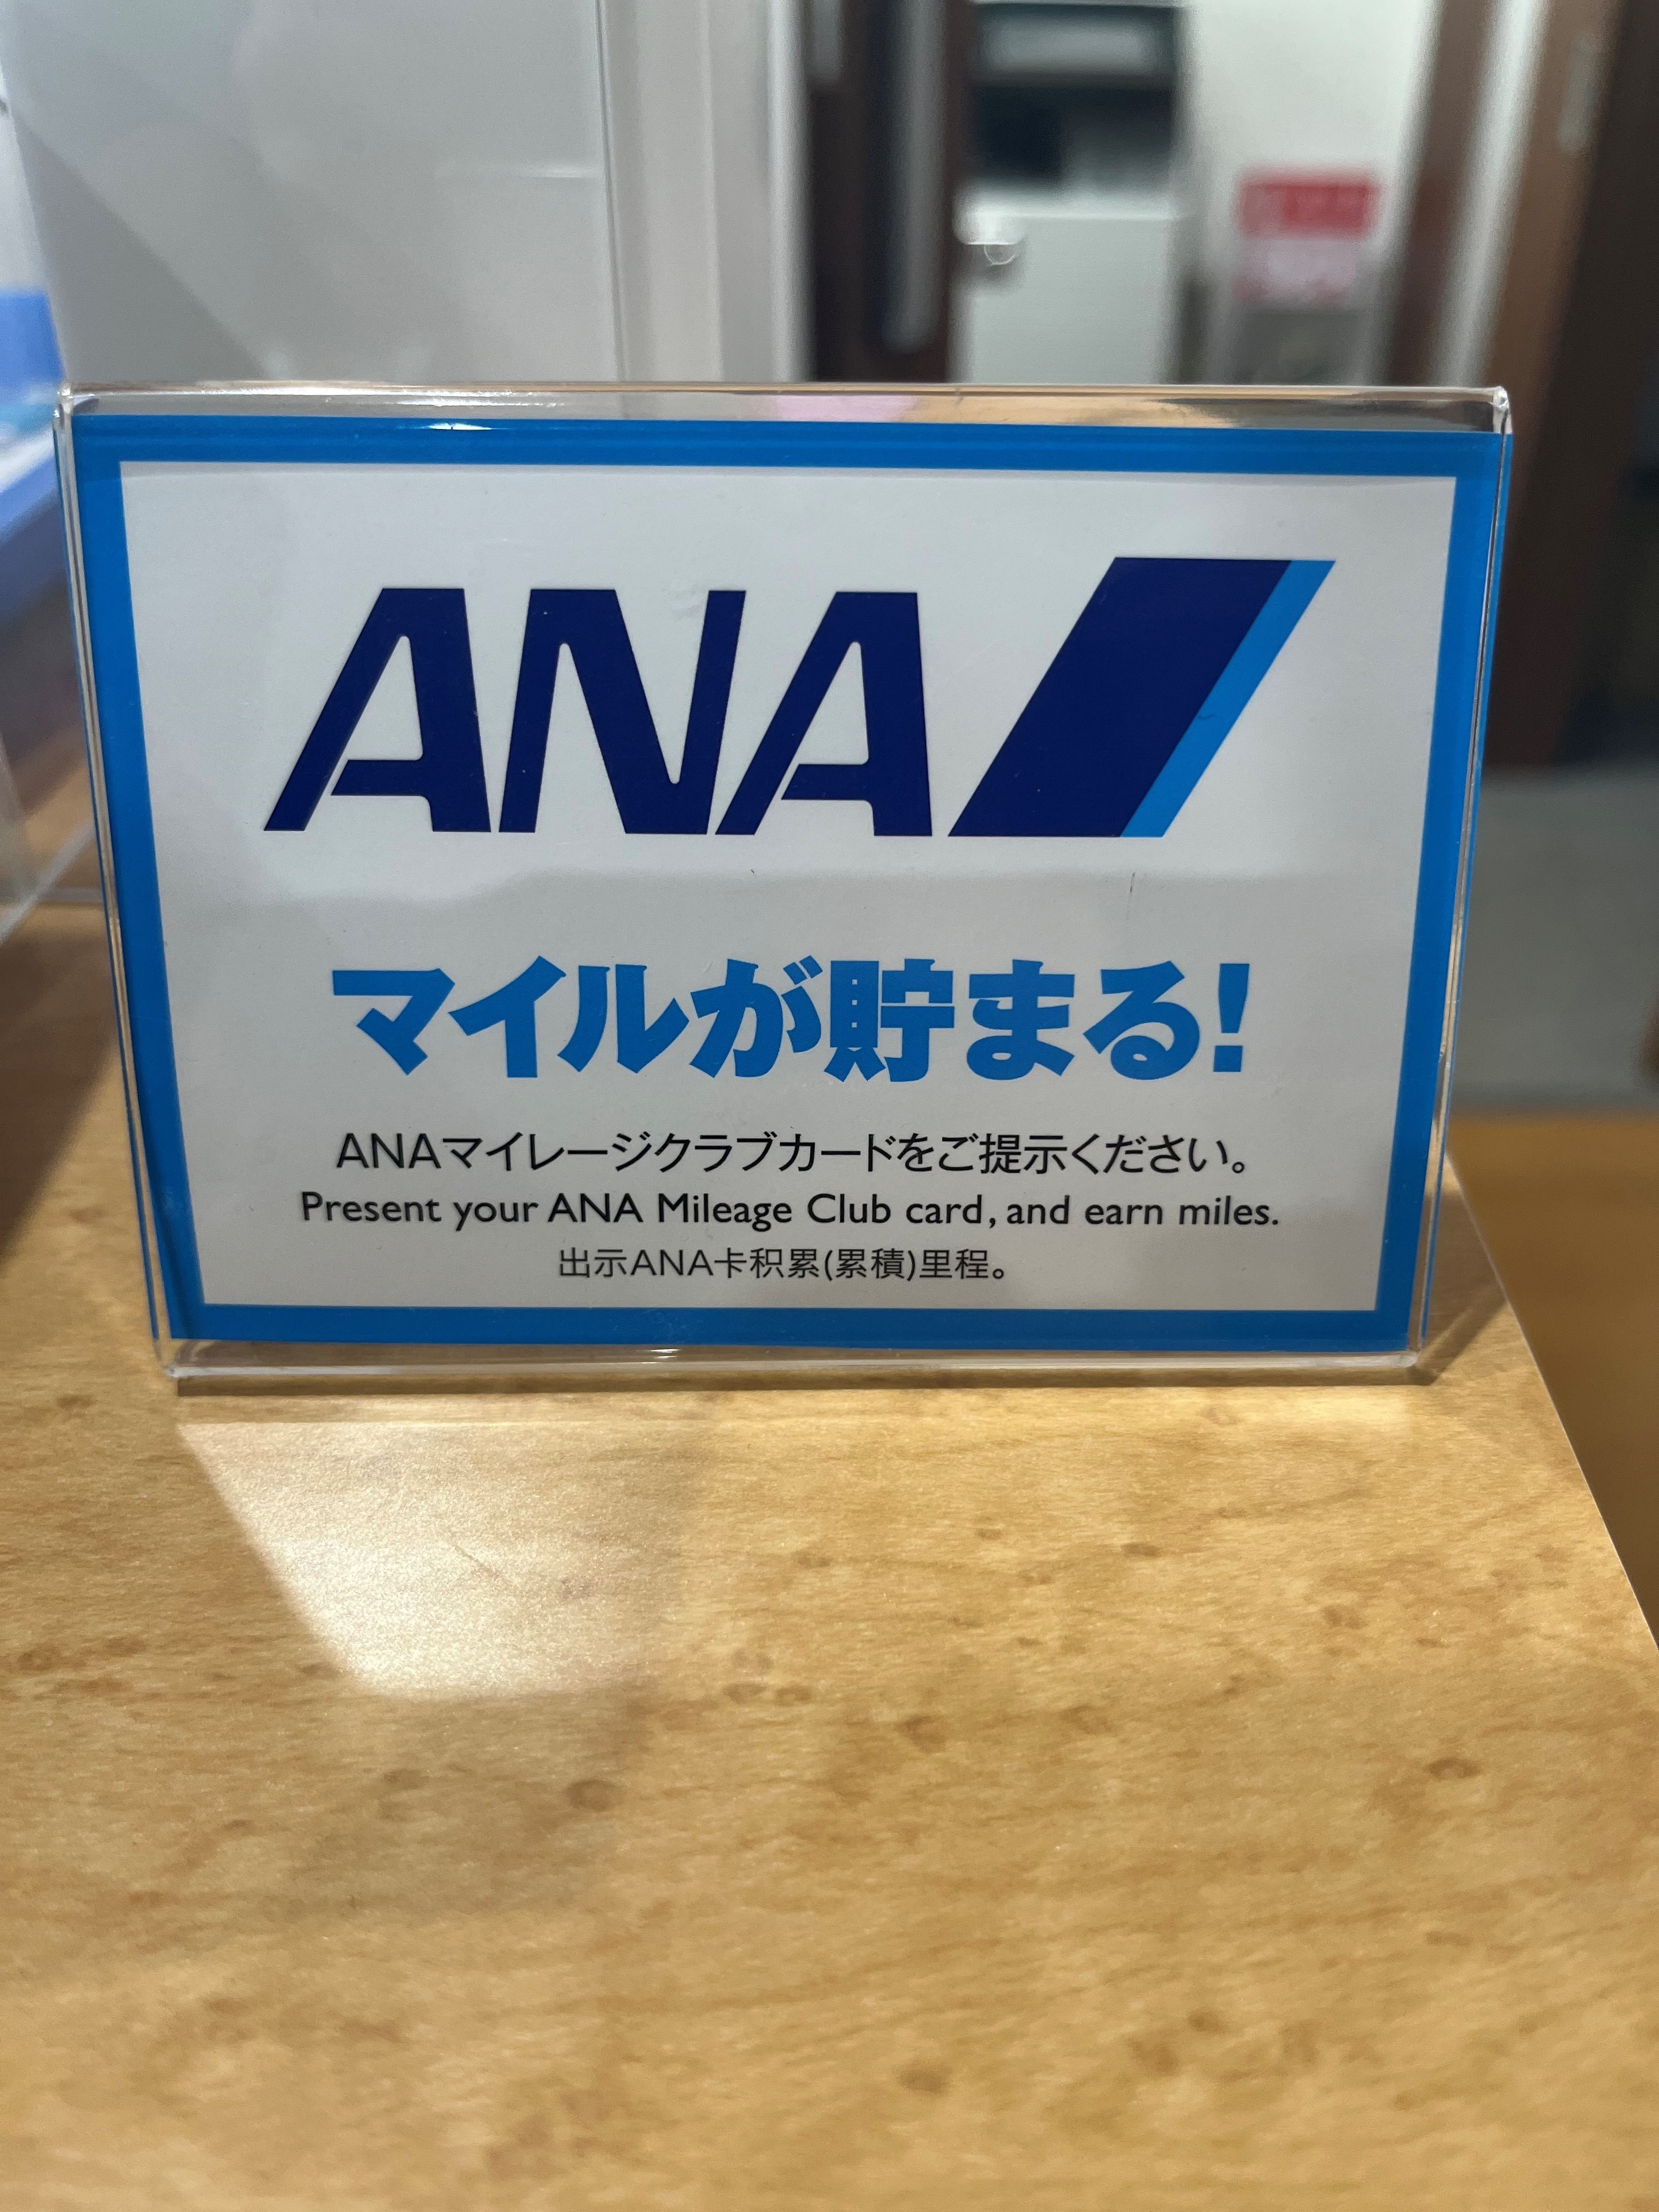 ANA
マイルが貯まる!
ANAマイレージクラブカードをご提示ください。
Present your ANA Mileage Club card, and earn miles.
出示ANA卡积累(累積)里程。